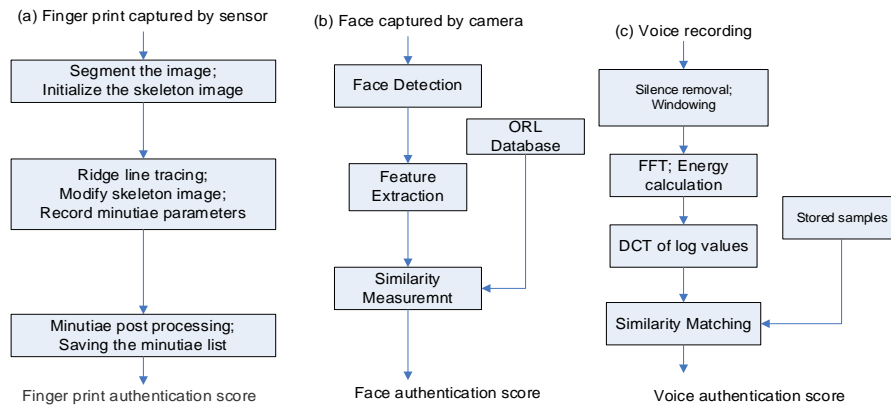 (a) Finger print captured by sensor
Segment the image;
Initialize the skeleton image
Ridge line tracing;
Modify skeleton image;
Record minutiae parameters
Minutiae post processing;
Saving the minutiae list
Finger print authentication score
(b) Face captured by camera
Face Detection
ORL
Database
Feature
Extraction
Similarity
Measuremnt
Face authentication score
(c) Voice recording
Silence removal;
Windowing
FFT; Energy
calculation
Stored samples
DCT of log values
Similarity Matching
Voice authentication score